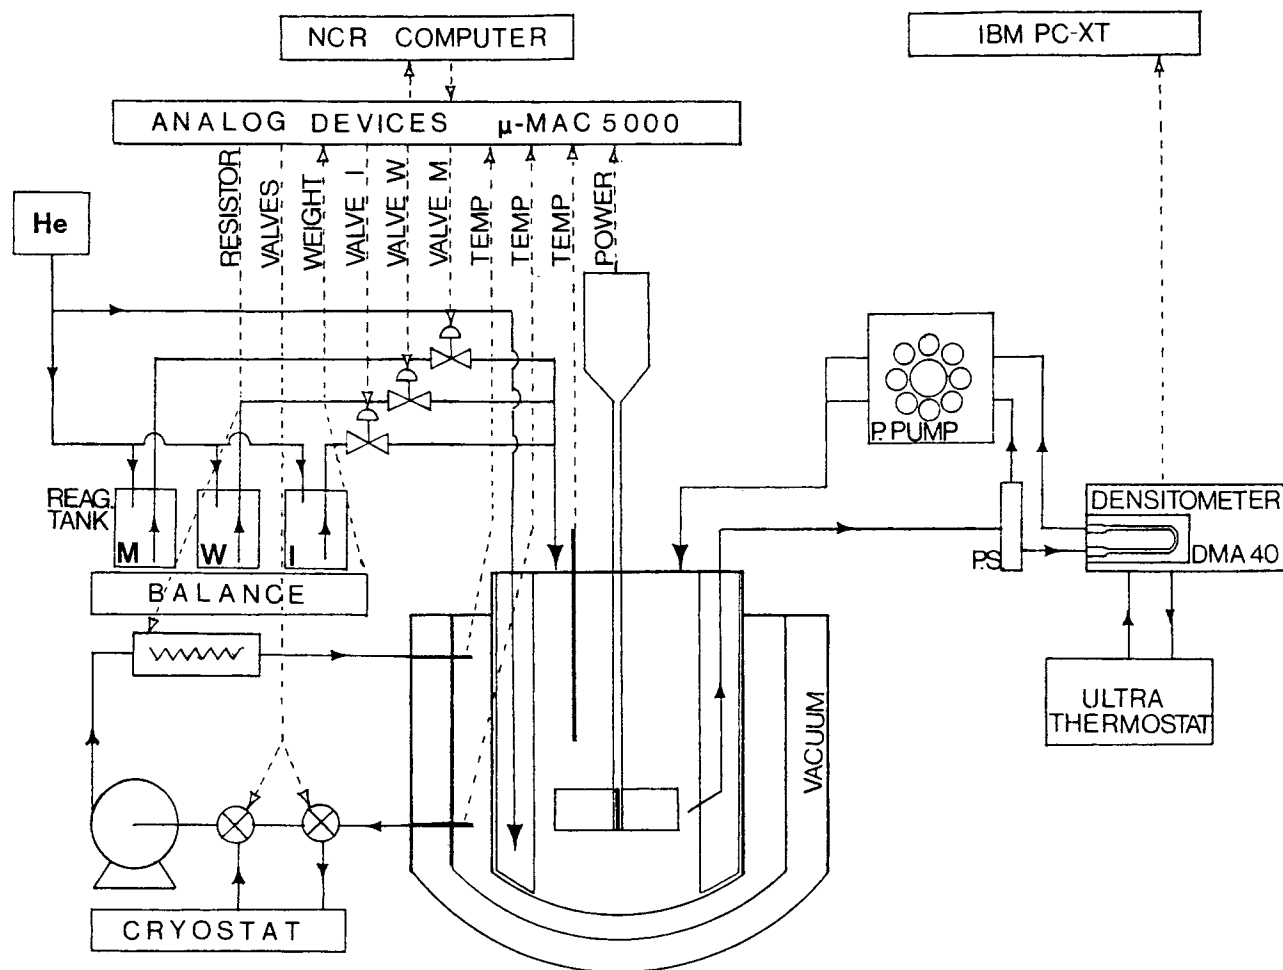 NCR COMPUTER
IBM PC-XT
ANALOG DEVICES µ-MAC 5000
RESISTOR
VALVES
WEIGHT
VALVE I
VALVE W
VALVE M
TEMP
TEMP
TEMP
POWER
He
P. PUMP
REAG.
TANK
M
W
I
BALANCE
P.S.
DENSITOMETER
DMA 40
ULTRA
THERMOSTAT
VACUUM
CRYOSTAT